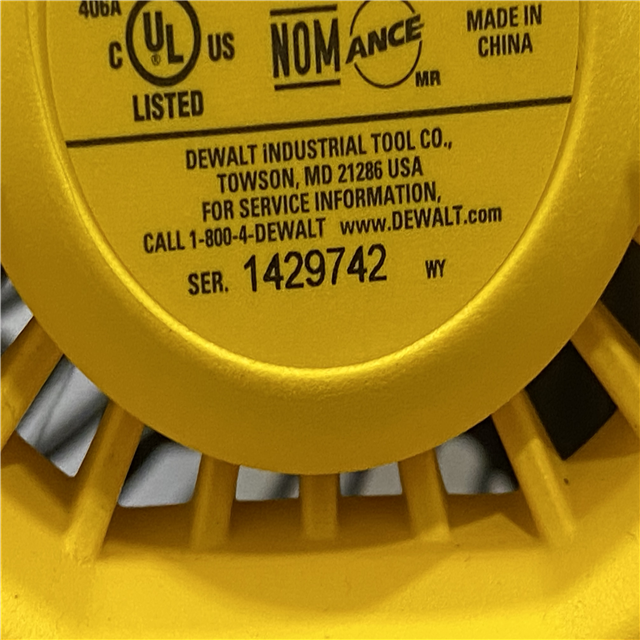 406A
C UL® US
LISTED
NOM ANCE MR
MADE IN
CHINA
DEWALT INDUSTRIAL TOOL CO.,
TOWSON, MD 21286 USA
FOR SERVICE INFORMATION,
CALL 1-800-4-DEWALT www.DEWALT.com
SER. 1429742 WY